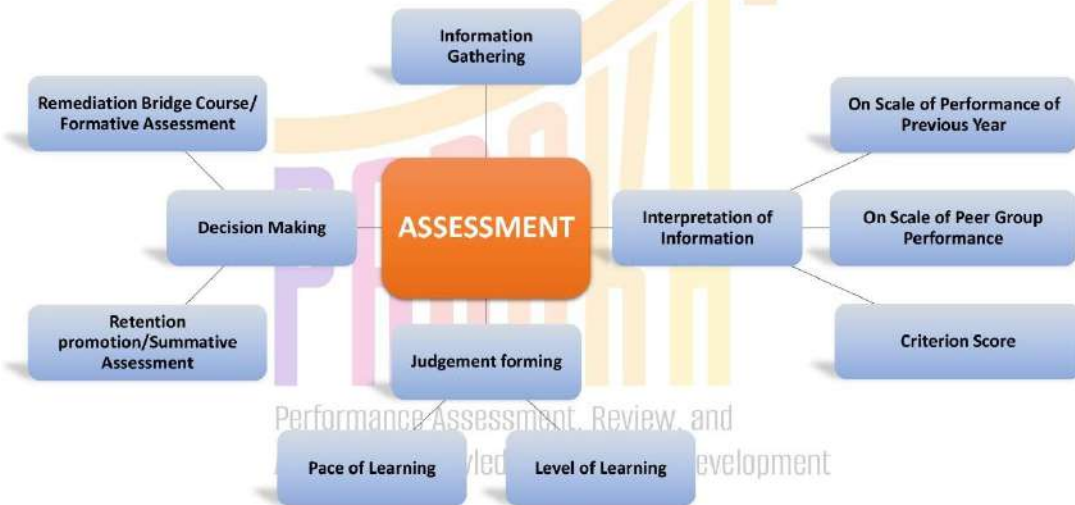 Information
Gathering
Remediation Bridge Course/
Formative Assessment
On Scale of Performance of
Previous Year
ASSESSMENT
Decision Making
Interpretation of
Information
On Scale of Peer Group
Performance
Retention
promotion/Summative
Assessment
Judgement forming
Criterion Score
Performance Assessment, Review, and
Pace of Learning
Level of Learning